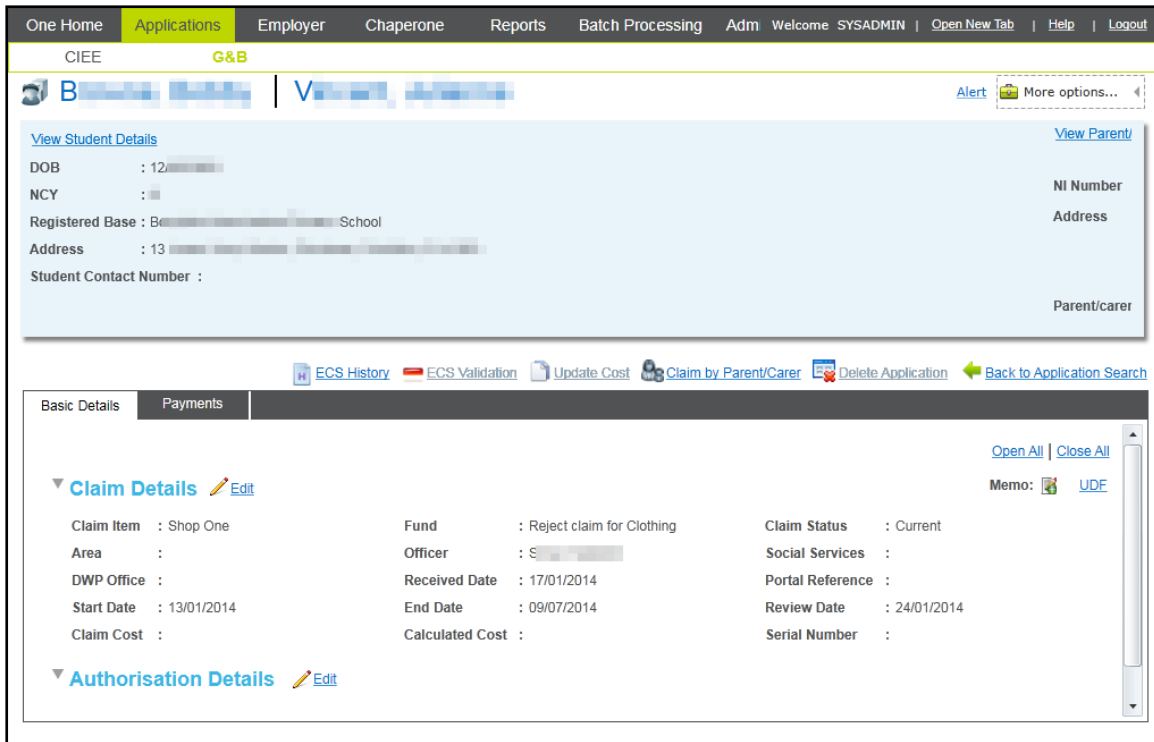 One Home Applications Employer Chaperone Reports Batch Processing Admi Welcome SYSADMIN | Open New Tab | Help | Logout
CIEE G&B
B V Alert More options...
View Student Details View Parent/
DOB : 12/
NCY : NI Number
Registered Base : Be School Address
Address : 13
Student Contact Number :
Parent/carer
H ECS History ECS Validation Update Cost Claim by Parent/Carer Delete Application Back to Application Search
Basic Details Payments
Open All | Close All
Claim Details Edit Memo: UDF
Claim Item : Shop One Fund : Reject claim for Clothing Claim Status : Current
Area : Officer : S Social Services :
DWP Office : Received Date : 17/01/2014 Portal Reference :
Start Date : 13/01/2014 End Date : 09/07/2014 Review Date : 24/01/2014
Claim Cost : Calculated Cost : Serial Number :
Authorisation Details Edit